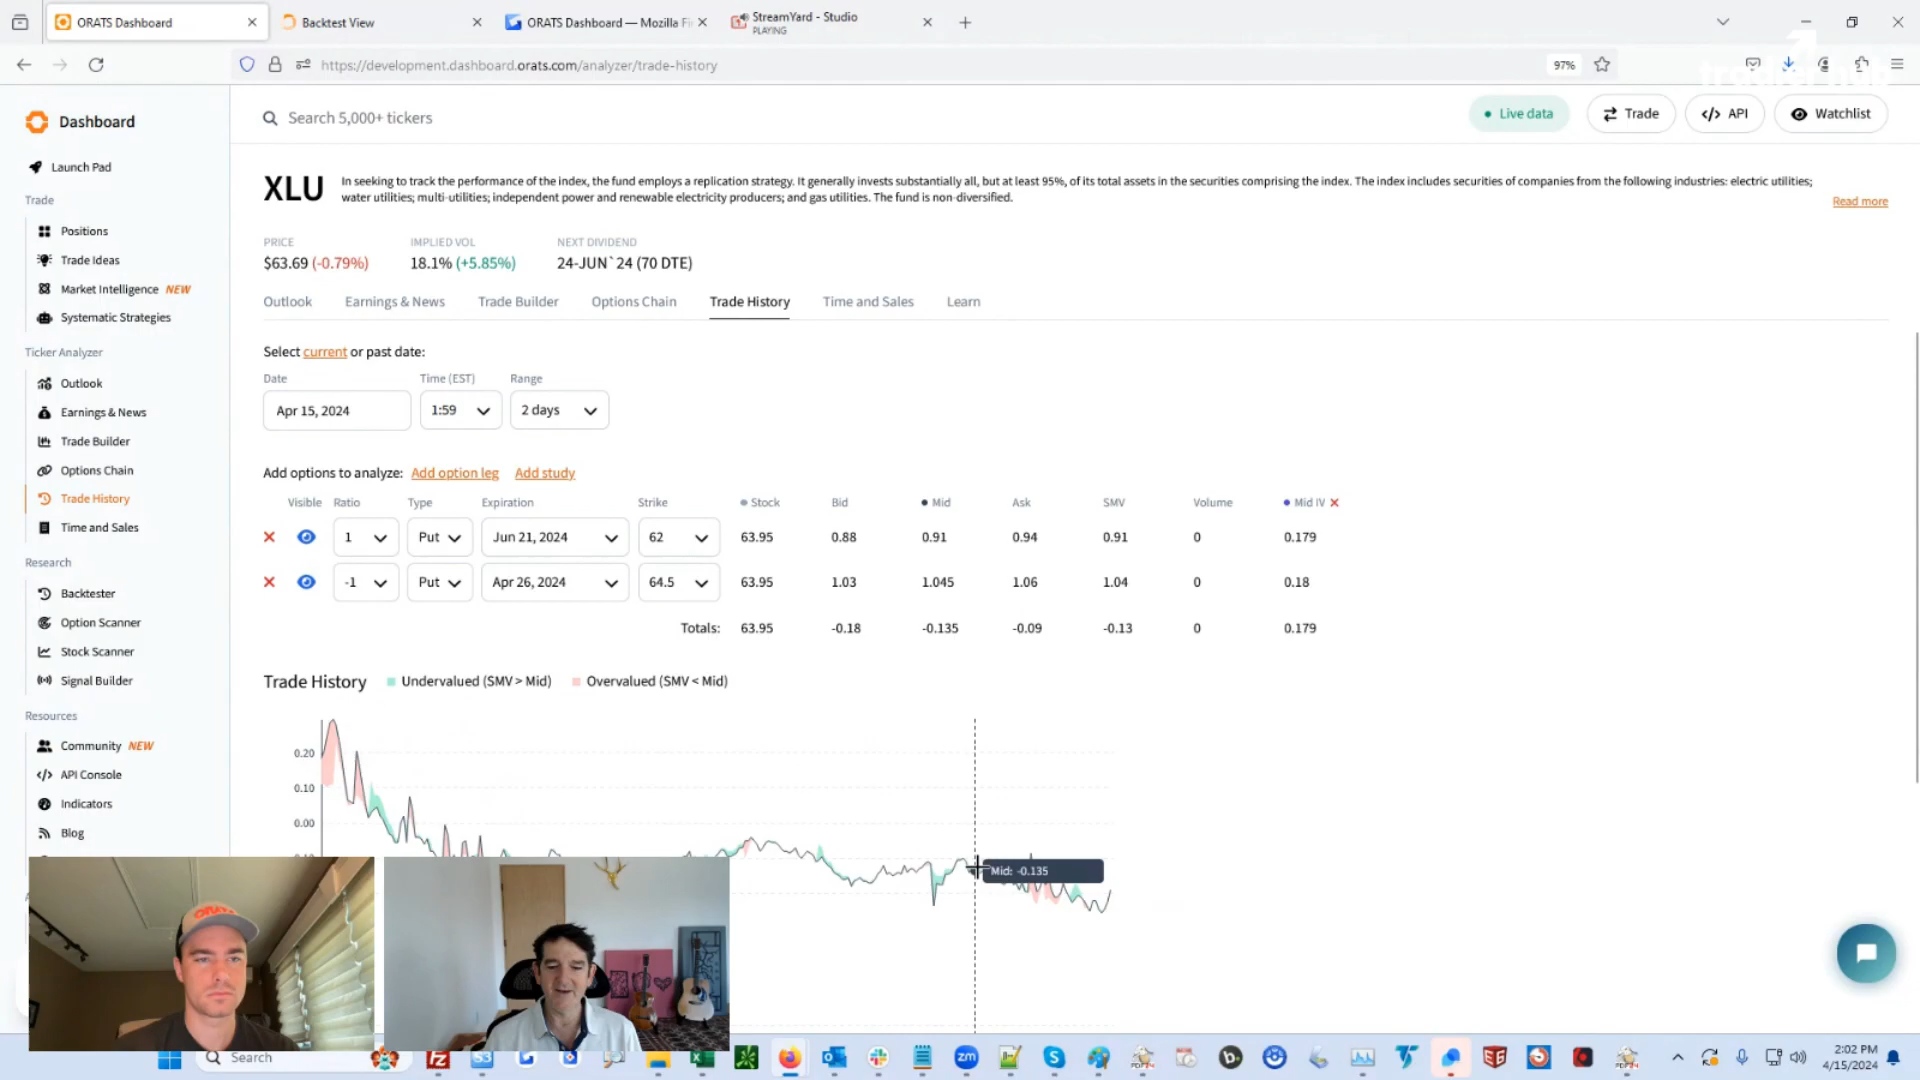 ORATS Dashboard
Backtest View
ORATS Dashboard — Mozilla Fi
StreamYard - Studio
PLAYING
https://development.dashboard.orats.com/analyzer/trade-history
97%
tradier hub
Dashboard
Search 5,000+ tickers
Live data
Trade
</> API
Watchlist
Launch Pad
Trade
Positions
Trade Ideas
Market Intelligence NEW
Systematic Strategies
Ticker Analyzer
Outlook
Earnings & News
Trade Builder
Options Chain
Trade History
Time and Sales
Research
Backtester
Option Scanner
Stock Scanner
Signal Builder
Resources
Community NEW
</> API Console
Indicators
Blog
XLU
In seeking to track the performance of the index, the fund employs a replication strategy. It generally invests substantially all, but at least 95%, of its total assets in the securities comprising the index. The index includes securities of companies from the following industries: electric utilities;
water utilities; multi-utilities; independent power and renewable electricity producers; and gas utilities. The fund is non-diversified.
Read more
PRICE
IMPLIED VOL
NEXT DIVIDEND
$63.69 (-0.79%)
18.1% (+5.85%)
24-JUN`24 (70 DTE)
Outlook
Earnings & News
Trade Builder
Options Chain
Trade History
Time and Sales
Learn
Select current or past date:
Date
Time (EST)
Range
Apr 15, 2024
1:59
2 days
Add options to analyze: Add option leg Add study
Visible Ratio Type Expiration Strike Stock Bid Mid Ask SMV Volume Mid IV
1 Put Jun 21, 2024 62 63.95 0.88 0.91 0.94 0.91 0 0.179
-1 Put Apr 26, 2024 64.5 63.95 1.03 1.045 1.06 1.04 0 0.18
Totals: 63.95 -0.18 -0.135 -0.09 -0.13 0 0.179
Trade History Undervalued (SMV > Mid) Overvalued (SMV < Mid)
0.20
0.10
0.00
Mid: -0.135
ORATS
Search
2:02 PM
4/15/2024